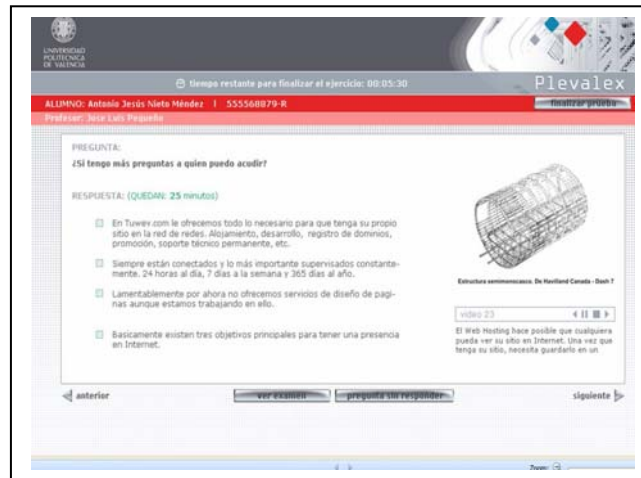 UNIVERSIDAD
POLITECNICA
DE VALENCIA
tiempo restante para finalizar el ejercicio: 00:05:30
Plevalex
ALUMNO: Antonio Jesús Nieto Méndez | 555568879-R
finalizar prueba
Profesor: Jose Luis Pequeño
PREGUNTA:
¿Si tengo más preguntas a quien puedo acudir?
RESPUESTA: (QUEDAN: 25 minutos)
En Tuwev.com le ofrecemos todo lo necesario para que tenga su propio
sitio en la red de redes. Alojamiento, desarrollo, registro de dominios,
promoción, soporte técnico permanente, etc.
Siempre están conectados y lo más importante supervisados constante-
mente. 24 horas al día, 7 días a la semana y 365 días al año.
Lamentablemente por ahora no ofrecemos servicios de diseño de pagi-
nas aunque estamos trabajando en ello.
Basicamente existen tres objetivos principales para tener una presencia
en Internet.
Estructura semimonocasco. De Havilland Canada - Dash 7
video 23
El Web Hosting hace posible que cualquiera
pueda ver su sitio en Internet. Una vez que
tenga su sitio, necesita guardarlo en un
anterior
ver examen
pregunta sin responder
siguiente
Zoom: